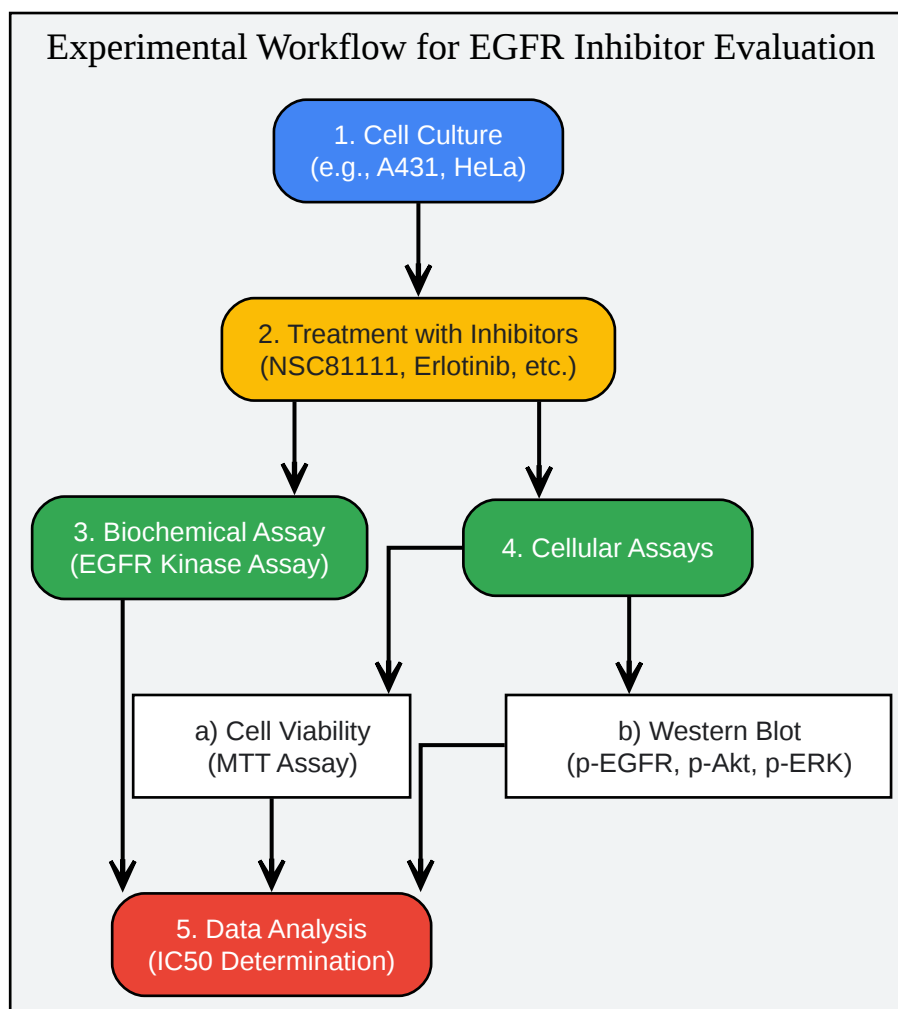 Experimental Workflow for EGFR Inhibitor Evaluation
1. Cell Culture
(e.g., A431, HeLa)
2. Treatment with Inhibitors
(NSC81111, Erlotinib, etc.)
3. Biochemical Assay
(EGFR Kinase Assay)
4. Cellular Assays
a) Cell Viability
(MTT Assay)
b) Western Blot
(p-EGFR, p-Akt, p-ERK)
5. Data Analysis
(IC50 Determination)